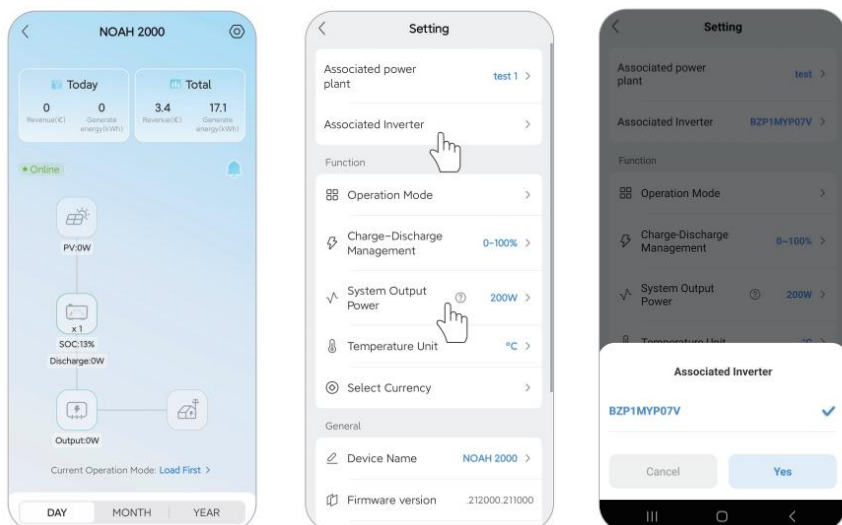 NOAH 2000
Today
Total
0
0
3.4
17.1
Revenue(€)
Generate
energy(kWh)
Revenue(€)
Generate
energy(kWh)
Online
PV:0W
x 1
SOC:13%
Discharge:0W
Output:0W
Current Operation Mode: Load First >
DAY
MONTH
YEAR
Setting
Associated power
plant
test 1 >
Associated Inverter >
Function
Operation Mode >
Charge-Discharge
Management
0~100% >
System Output
Power
? 200W >
Temperature Unit °C >
Select Currency >
General
Device Name NOAH 2000 >
Firmware version .212000.211000
Setting
Associated power
plant
test >
Associated Inverter BZP1MYP07V >
Function
Operation Mode >
Charge-Discharge
Management
0~100% >
System Output
Power
? 200W >
Temperature Unit °C >
Associated Inverter
BZP1MYP07V
Cancel
Yes